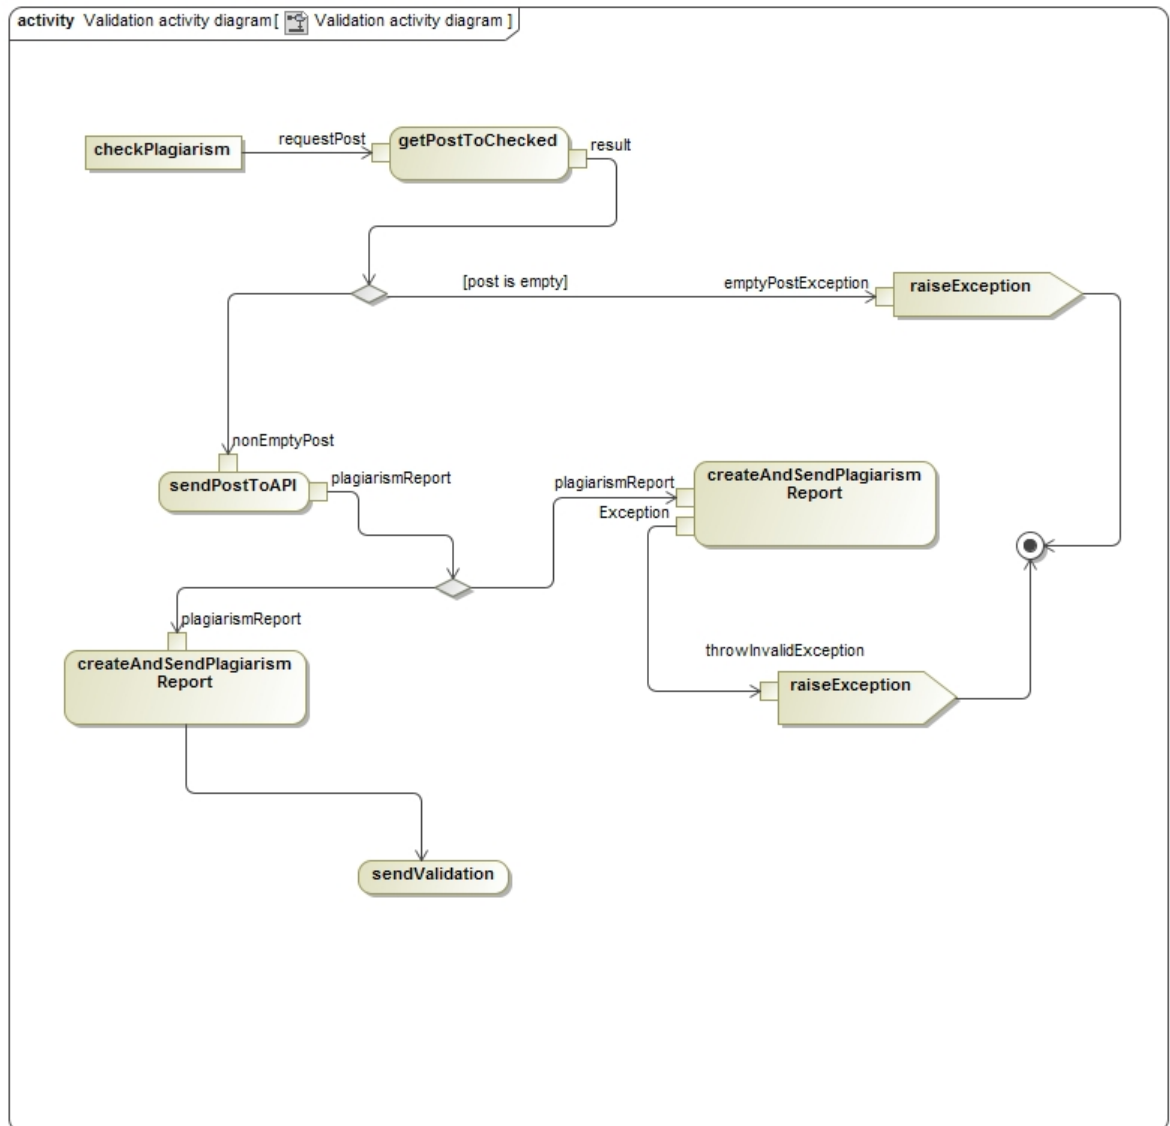 activity Validation activity diagram[ Validation activity diagram ]
checkPlagiarism
requestPost
getPostToChecked
result
[post is empty]
emptyPostException
raiseException
nonEmptyPost
sendPostToAPI
plagiarismReport
plagiarismReport
Exception
createAndSendPlagiarism
Report
plagiarismReport
createAndSendPlagiarism
Report
throwInvalidException
raiseException
sendValidation